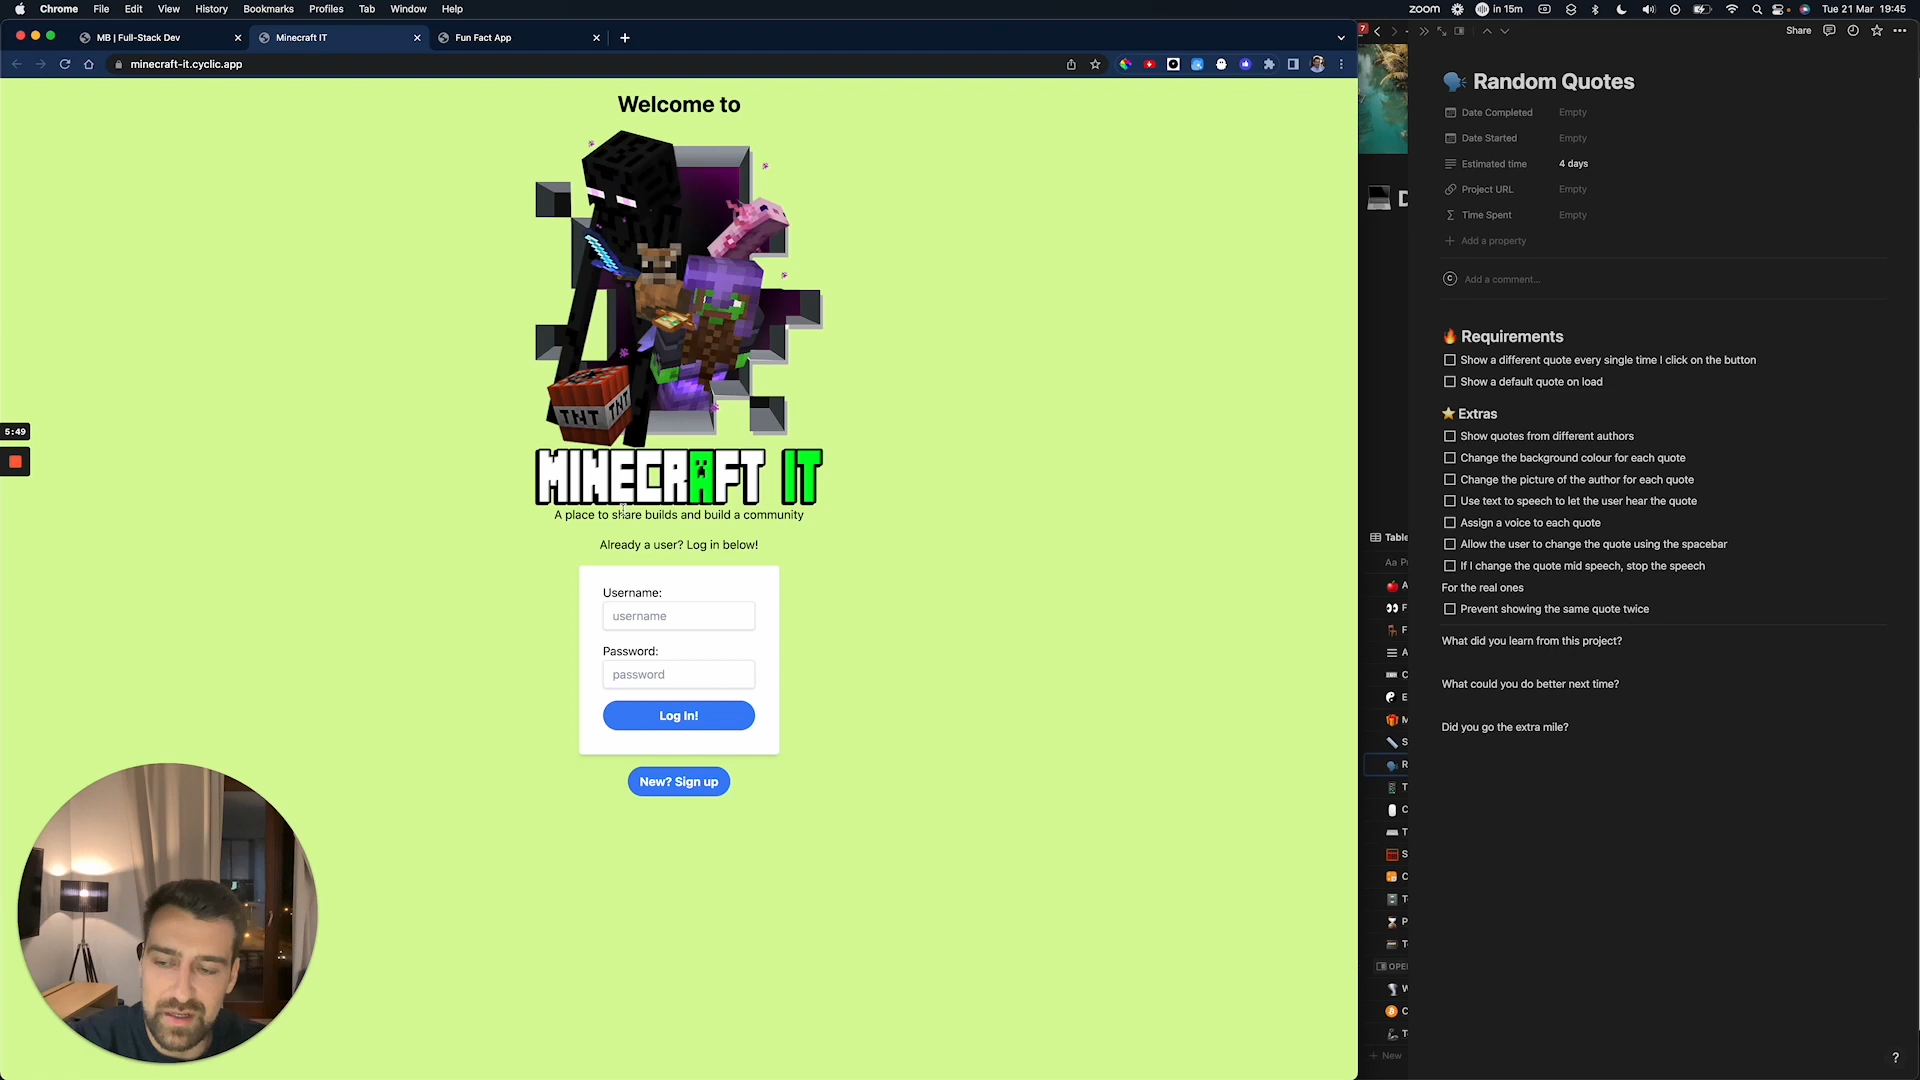 Chrome File Edit View History Bookmarks Profiles Tab Window Help
zoom in 15m Tue 21 Mar 19:45
MB | Full-Stack Dev
Minecraft IT
Fun Fact App
minecraft-it.cyclic.app
Welcome to
TNT TNT
MINECRAFT IT
A place to share builds and build a community
Already a user? Log in below!
Username:
username
Password:
password
Log In!
New? Sign up
5:49
7
D
Table
Aa
OPE
New
Share
Random Quotes
Date Completed Empty
Date Started Empty
Estimated time 4 days
Project URL Empty
Time Spent Empty
Add a property
C Add a comment...
Requirements
Show a different quote every single time I click on the button
Show a default quote on load
Extras
Show quotes from different authors
Change the background colour for each quote
Change the picture of the author for each quote
Use text to speech to let the user hear the quote
Assign a voice to each quote
Allow the user to change the quote using the spacebar
If I change the quote mid speech, stop the speech
For the real ones
Prevent showing the same quote twice
What did you learn from this project?
What could you do better next time?
Did you go the extra mile?
?